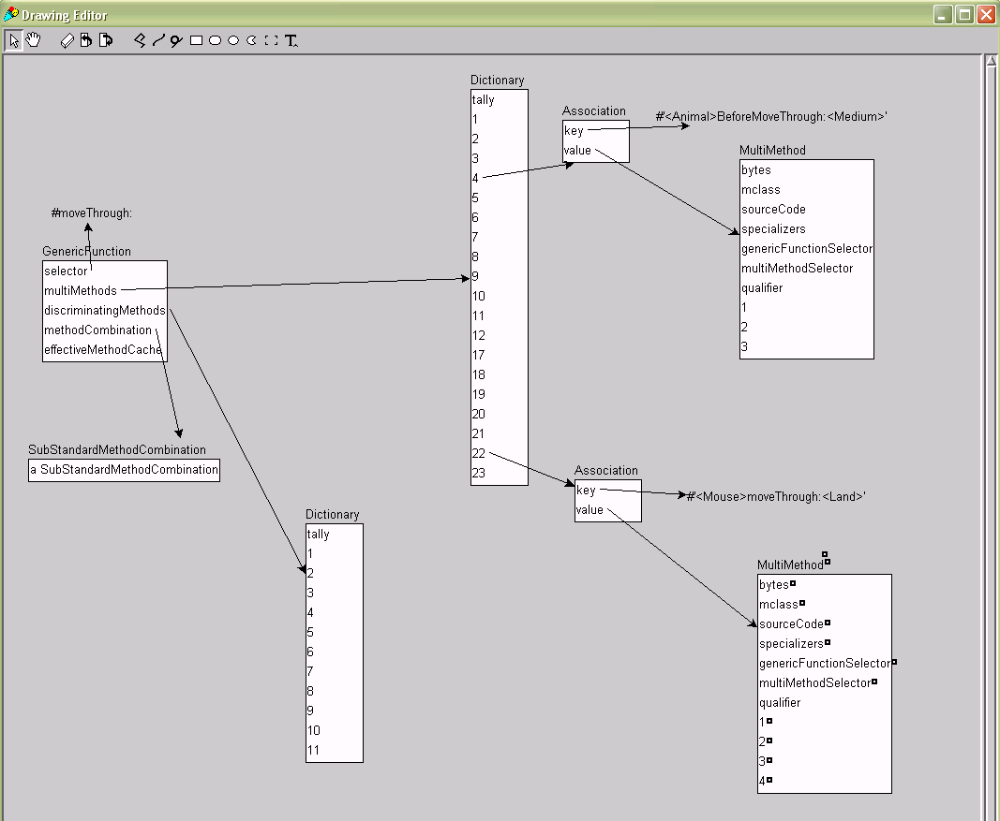 Drawing Editor
T
#moveThrough:
GenericFunction
selector
multiMethods
discriminatingMethods
methodCombination
effectiveMethodCache
SubStandardMethodCombination
a SubStandardMethodCombination
Dictionary
tally
1
2
3
4
5
6
7
8
9
10
11
Dictionary
tally
1
2
3
4
5
6
7
8
9
10
11
12
17
18
19
20
21
22
23
Association
key
value
#'<Animal>BeforeMoveThrough:<Medium>'
MultiMethod
bytes
mclass
sourceCode
specializers
genericFunctionSelector
multiMethodSelector
qualifier
1
2
3
Association
key
value
#'<Mouse>moveThrough:<Land>'
MultiMethod
bytes
mclass
sourceCode
specializers
genericFunctionSelector
multiMethodSelector
qualifier
1
2
3
4